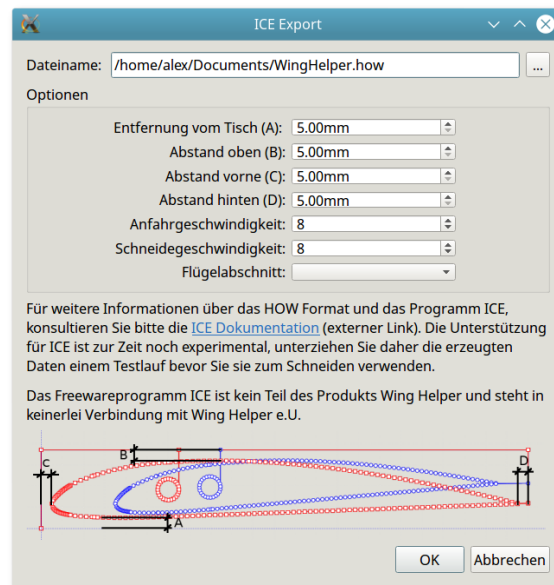 ICE Export
Dateiname: /home/alex/Documents/WingHelper.how ...
Optionen
Entfernung vom Tisch (A): 5.00mm
Abstand oben (B): 5.00mm
Abstand vorne (C): 5.00mm
Abstand hinten (D): 5.00mm
Anfahrgeschwindigkeit: 8
Schneidegeschwindigkeit: 8
Flügelabschnitt:
Für weitere Informationen über das HOW Format und das Programm ICE,
konsultieren Sie bitte die ICE Dokumentation (externer Link). Die Unterstützung
für ICE ist zur Zeit noch experimental, unterziehen Sie daher die erzeugten
Daten einem Testlauf bevor Sie sie zum Schneiden verwenden.
Das Freewareprogramm ICE ist kein Teil des Produkts Wing Helper und steht in
keinerlei Verbindung mit Wing Helper e.U.
B
C
D
A
OK Abbrechen